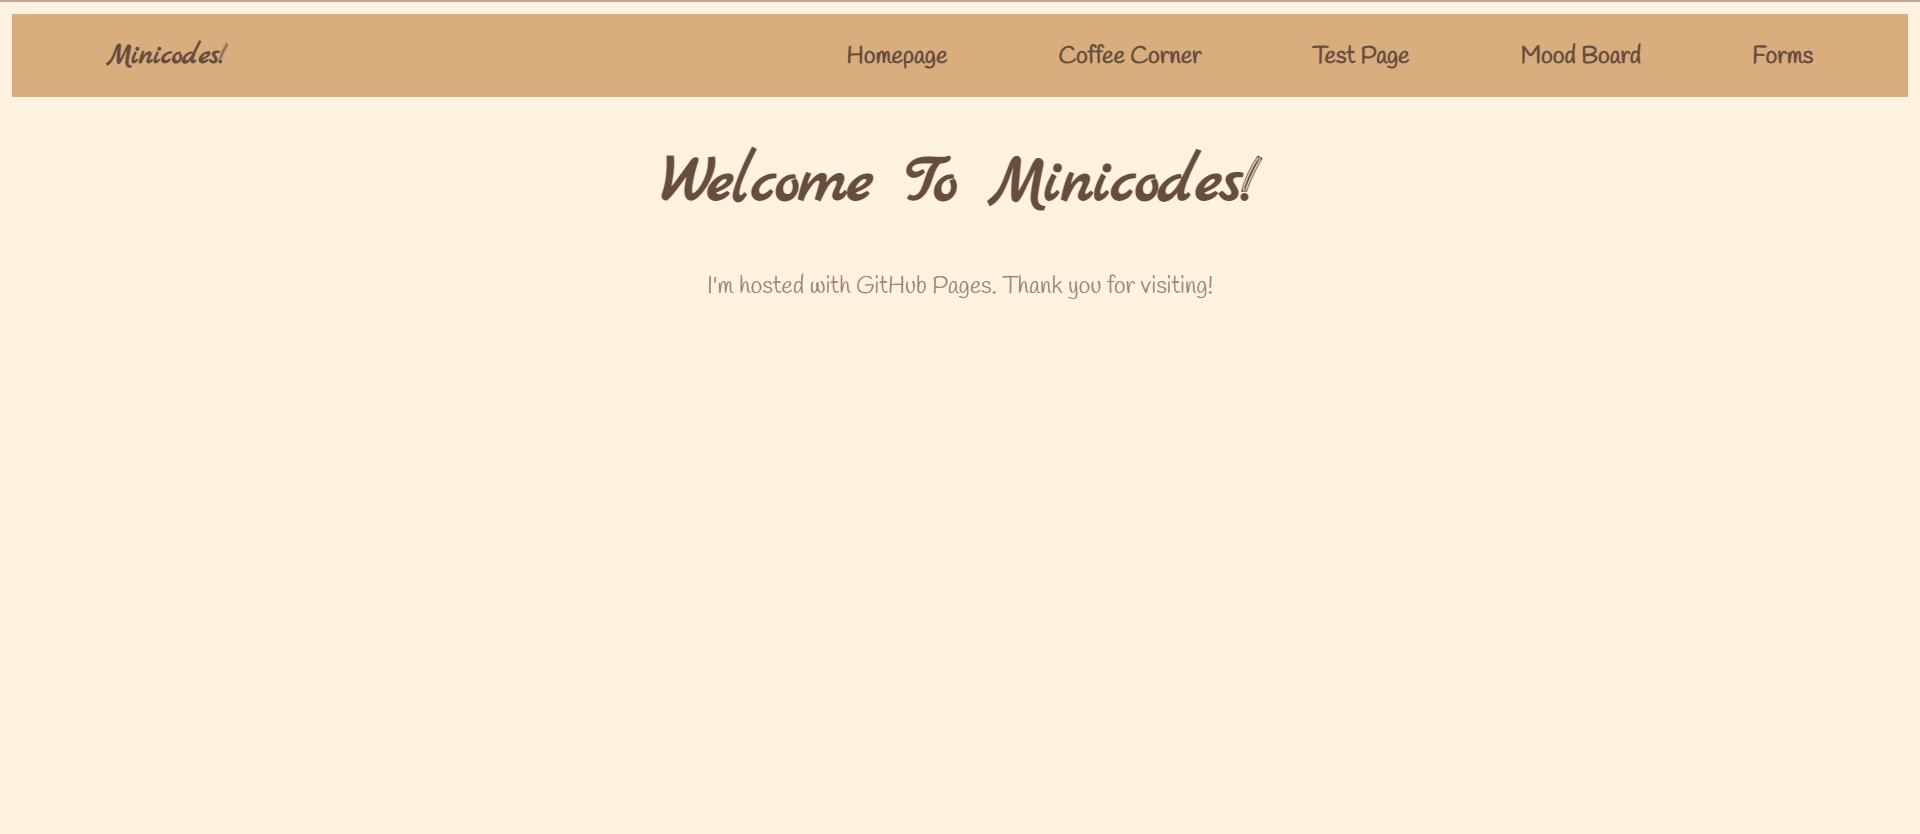 Minicodes!
Homepage
Coffee Corner
Test Page
Mood Board
Forms
Welcome To Minicodes!
I'm hosted with GitHub Pages. Thank you for visiting!